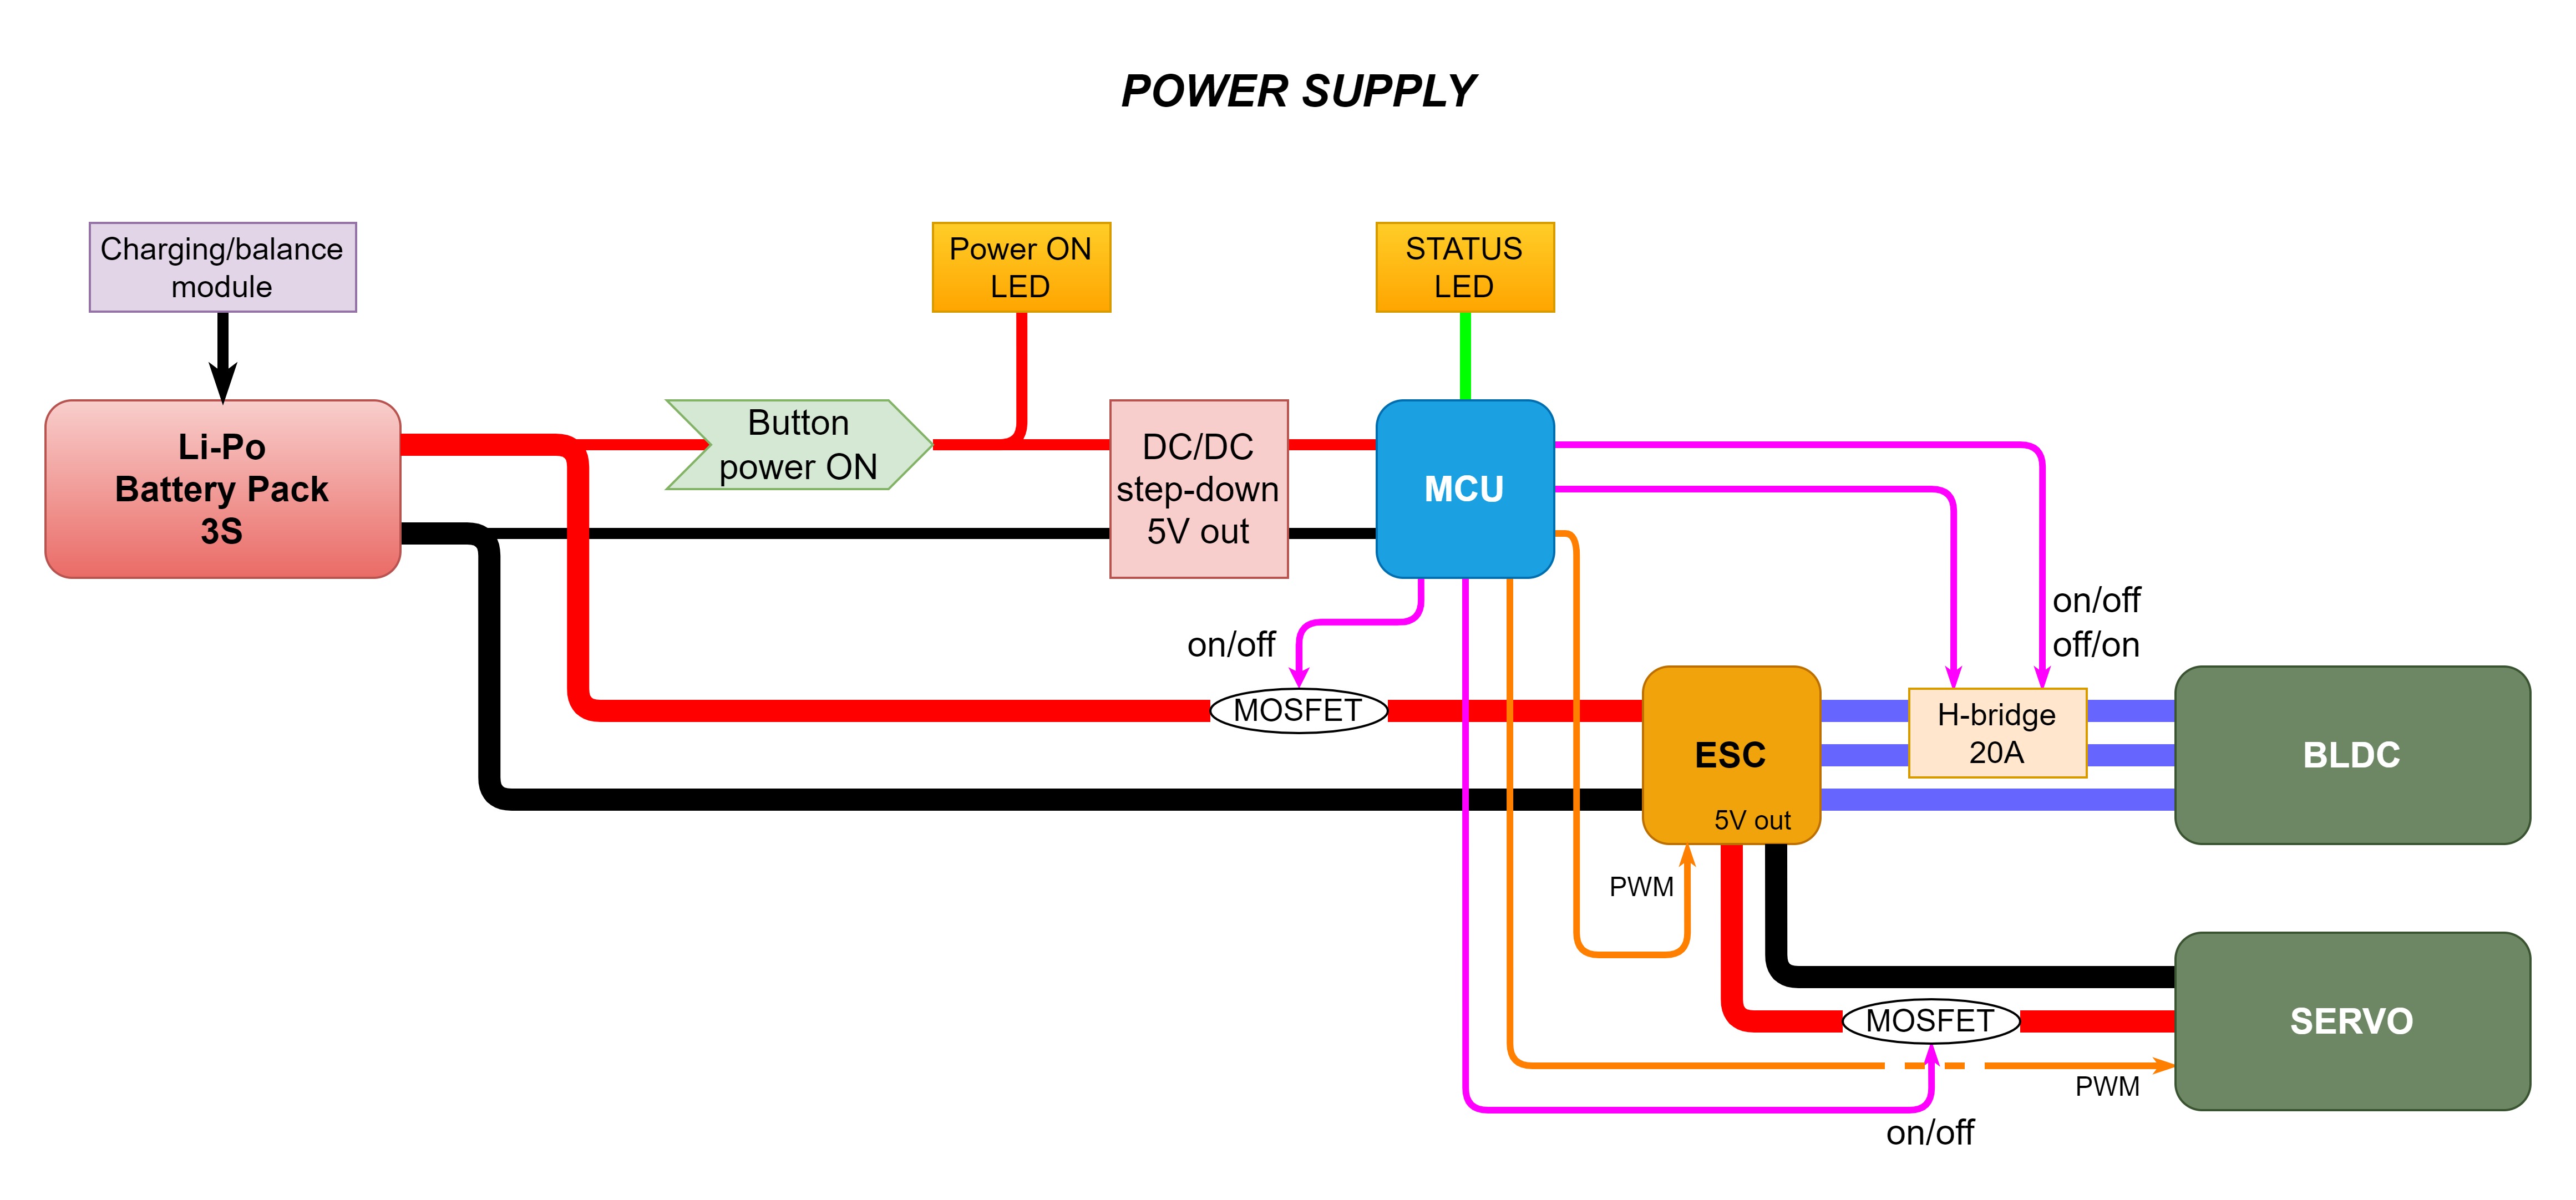 POWER SUPPLY
Charging/balance
module
Power ON
LED
STATUS
LED
Li-Po
Battery Pack
3S
Button
power ON
DC/DC
step-down
5V out
MCU
on/off
off/on
on/off
MOSFET
ESC
5V out
H-bridge
20A
BLDC
PWM
MOSFET
SERVO
PWM
on/off